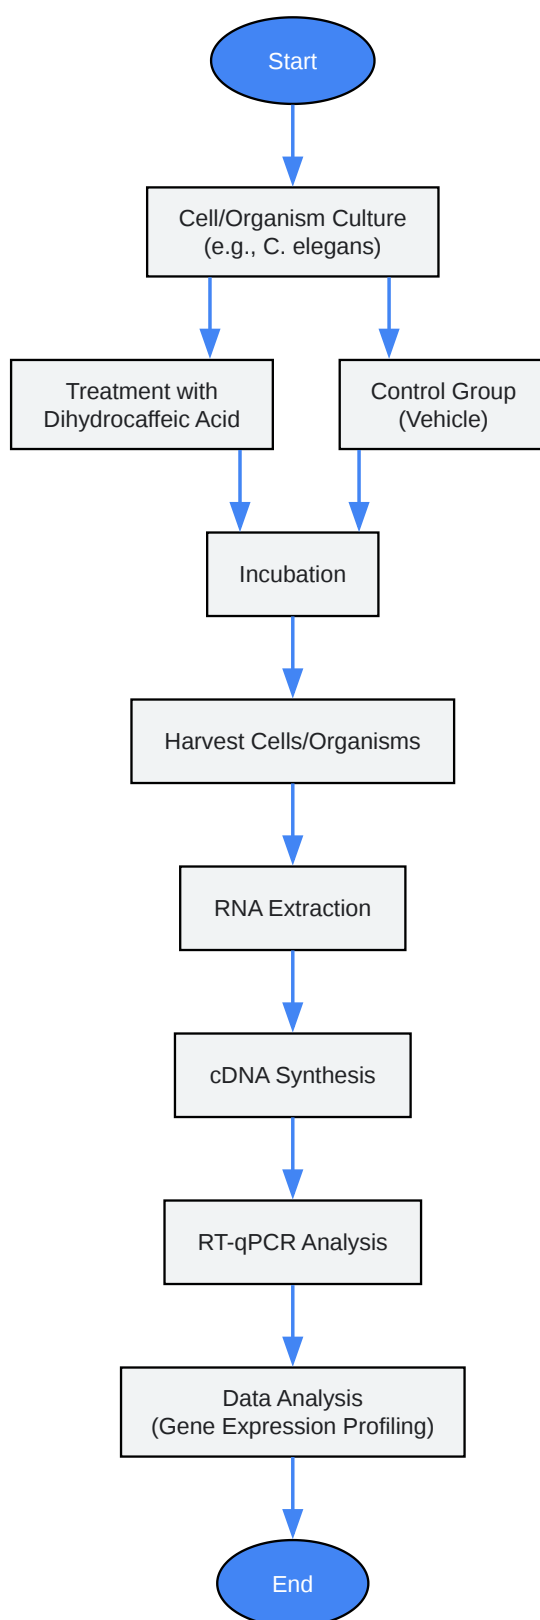 Start
Cell/Organism Culture
(e.g., C. elegans)
Treatment with
Dihydrocaffeic Acid
Control Group
(Vehicle)
Incubation
Harvest Cells/Organisms
RNA Extraction
cDNA Synthesis
RT-qPCR Analysis
Data Analysis
(Gene Expression Profiling)
End